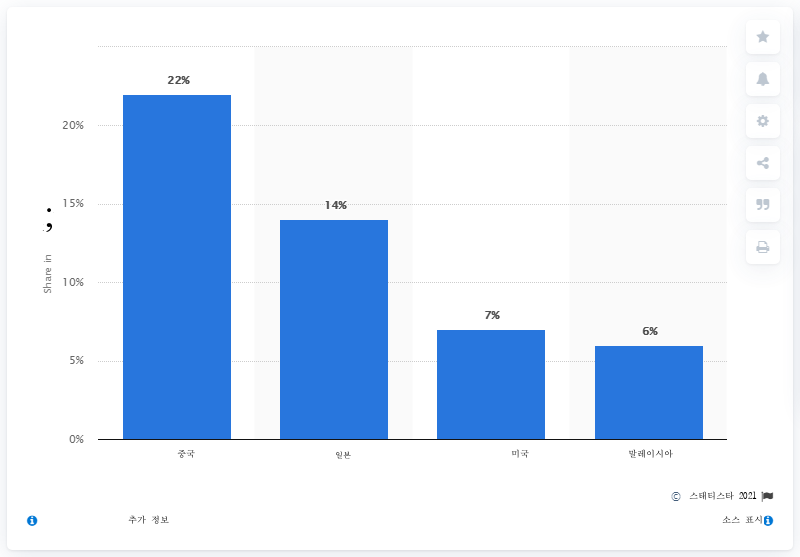 22%
20%
15%
14%
10%
7%
6%
5%
0%
Share in ;
중국 일본 미국 말레이시아
© 스태티스타 2021
추가 정보 소스 표시